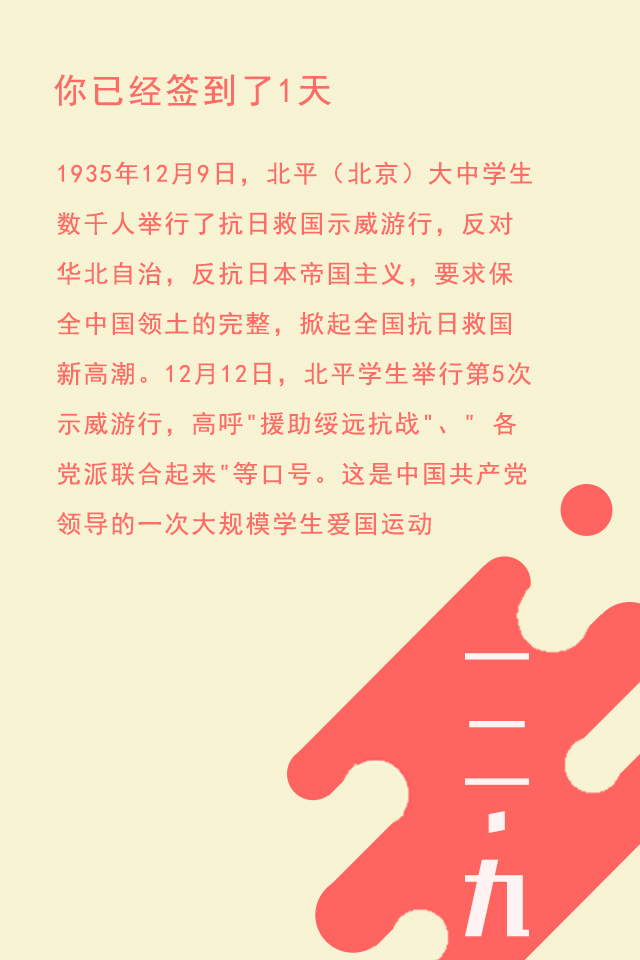 你已经签到了1天
1935年12月9日，北平（北京）大中学生
数千人举行了抗日救国示威游行，反对
华北自治，反抗日本帝国主义，要求保
全中国领土的完整，掀起全国抗日救国
新高潮。12月12日，北平学生举行第5次
示威游行，高呼"援助绥远抗战"、" 各
党派联合起来"等口号。这是中国共产党
领导的一次大规模学生爱国运动
一二·九